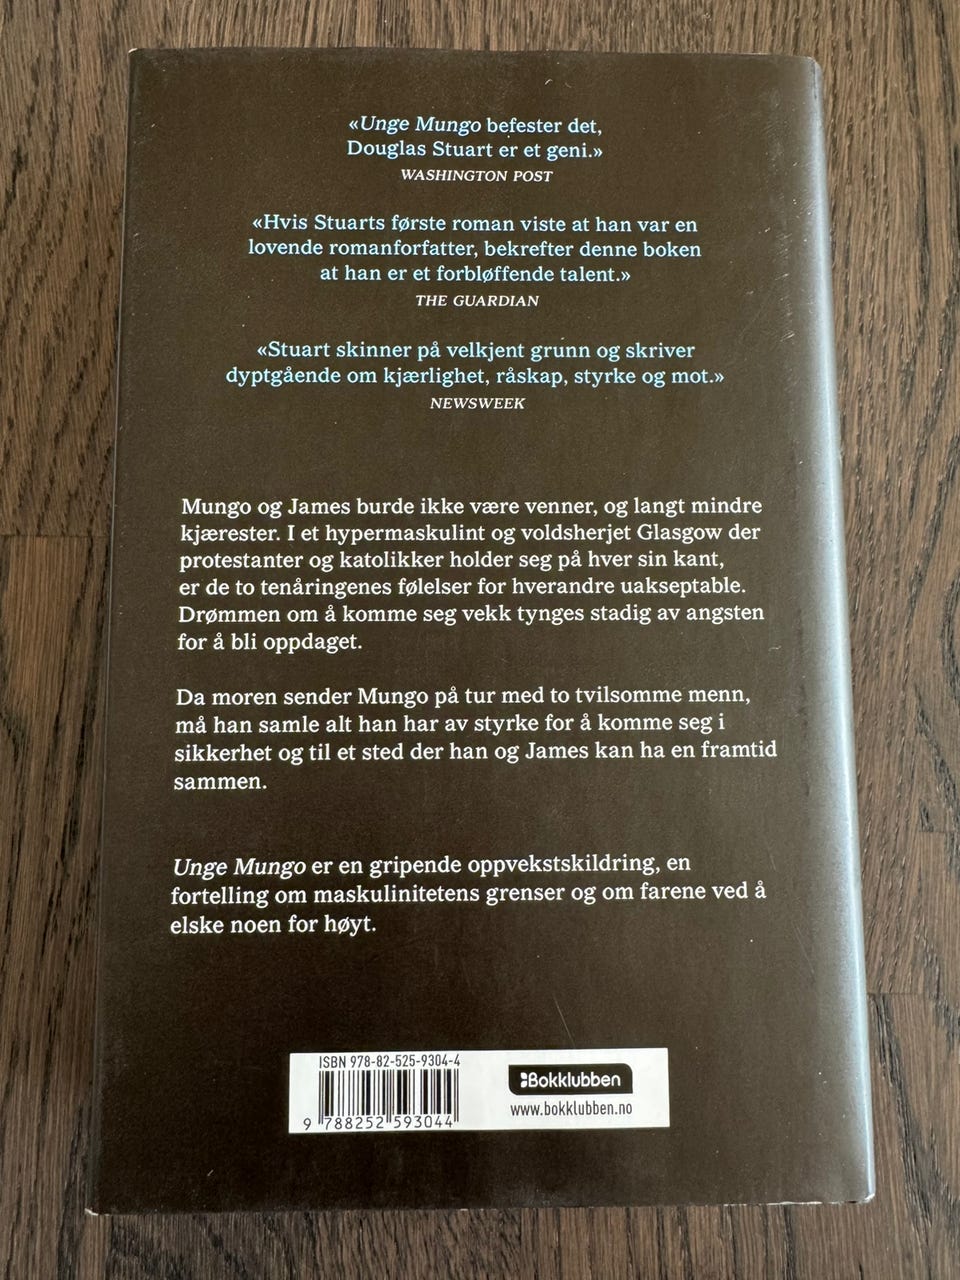 «Unge Mungo befester det,
Douglas Stuart er et geni.»
WASHINGTON POST
«Hvis Stuarts første roman viste at han var en
lovende romanforfatter, bekrefter denne boken
at han er et forbløffende talent.»
THE GUARDIAN
«Stuart skinner på velkjent grunn og skriver
dyptgående om kjærlighet, råskap, styrke og mot.»
NEWSWEEK
Mungo og James burde ikke være venner, og langt mindre
kjærester. I et hypermaskulint og voldsherjet Glasgow der
protestanter og katolikker holder seg på hver sin kant,
er de to tenåringenes følelser for hverandre uakseptable.
Drømmen om å komme seg vekk tynges stadig av angsten
for å bli oppdaget.
Da moren sender Mungo på tur med to tvilsomme menn,
må han samle alt han har av styrke for å komme seg i
sikkerhet og til et sted der han og James kan ha en framtid
sammen.
Unge Mungo er en gripende oppvekstskildring, en
fortelling om maskulinitetens grenser og om farene ved å
elske noen for høyt.
ISBN 978-82-525-9304-4
9 788252 593044
Bokklubben
www.bokklubben.no